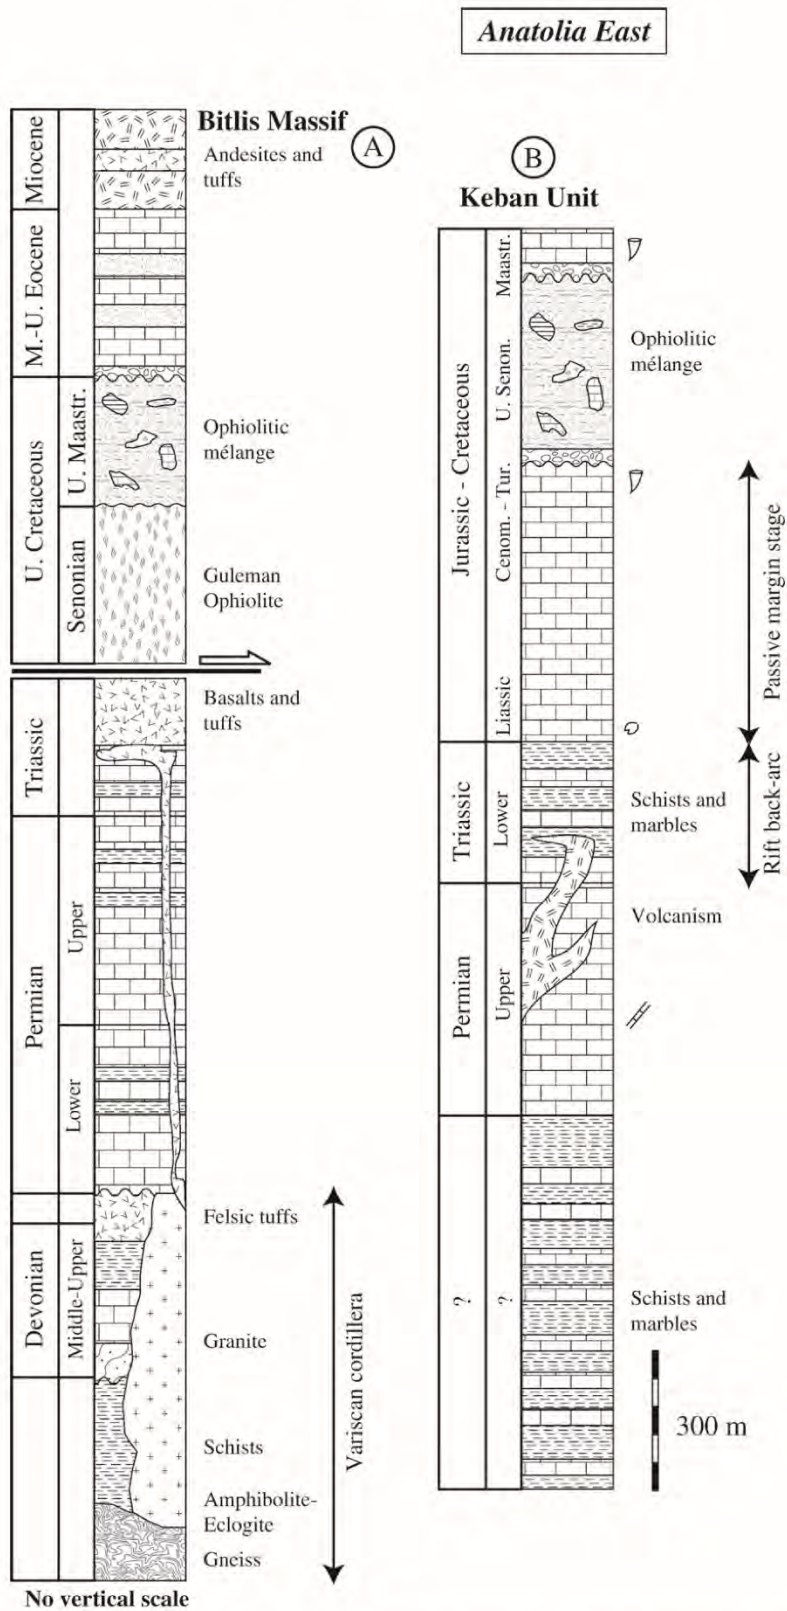 Anatolia East
Bitlis Massif
A
Miocene
Andesites and
tuffs
M.-U. Eocene
U. Cretaceous
U. Maastr.
Ophiolitic
mélange
Senonian
Guleman
Ophiolite
Triassic
Basalts and
tuffs
Permian
Upper
Lower
Felsic tuffs
Devonian
Middle-Upper
Granite
Schists
Amphibolite-
Eclogite
Gneiss
Variscan cordillera
No vertical scale
B
Keban Unit
Jurassic - Cretaceous
Maastr.
U. Senon.
Ophiolitic
mélange
Cenom. - Tur.
Liassic
Passive margin stage
Triassic
Lower
Schists and
marbles
Rift back-arc
Permian
Upper
Volcanism
?
?
Schists and
marbles
300 m